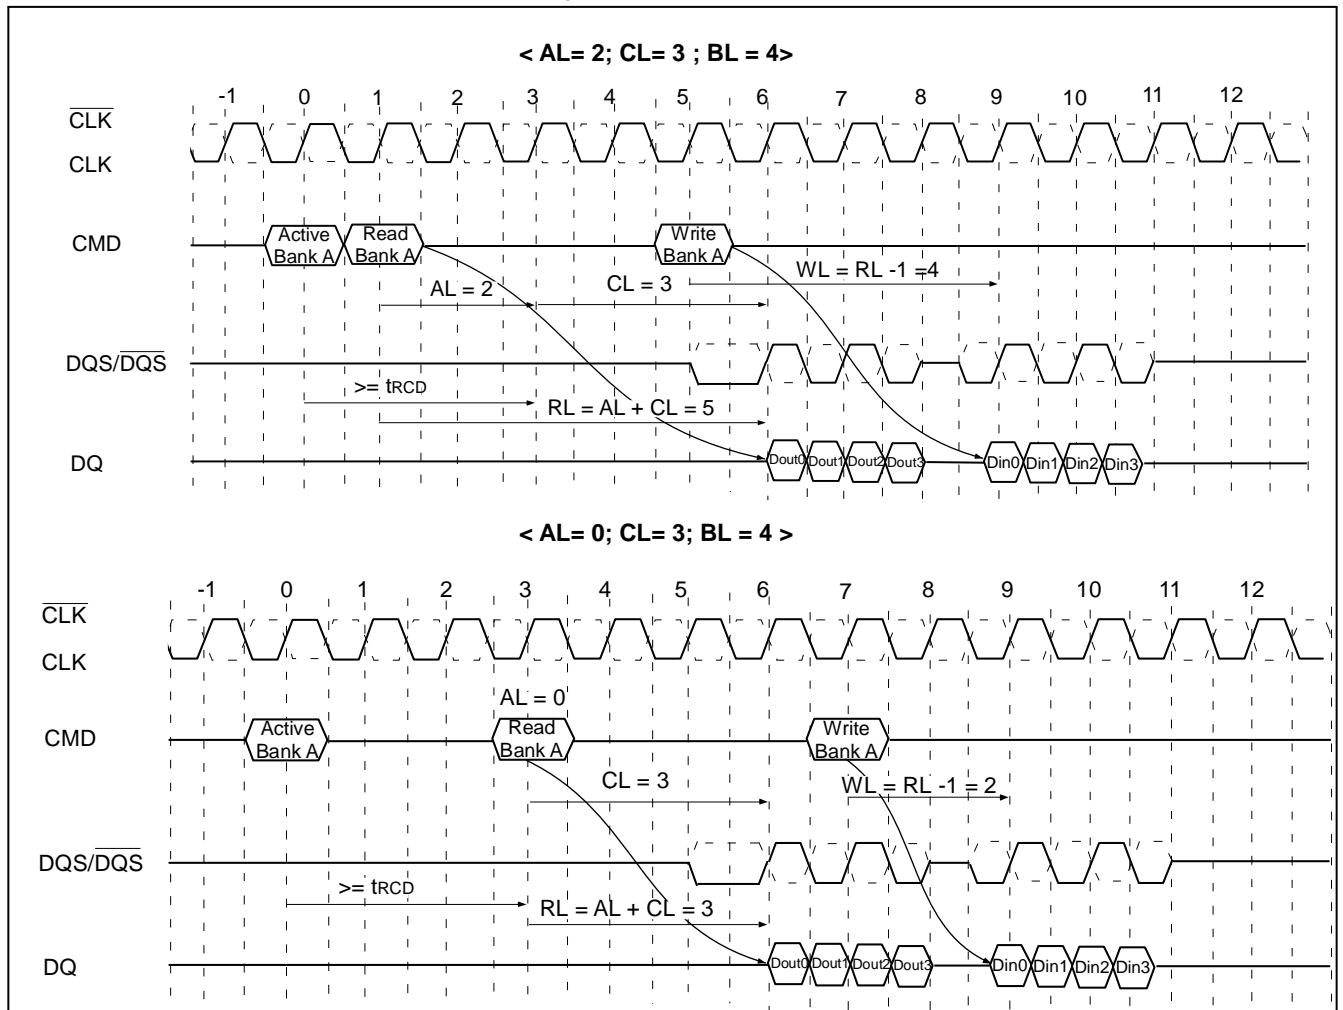 < AL= 2; CL= 3 ; BL = 4>
-1 0 1 2 3 4 5 6 7 8 9 10 11 12
CLK
CLK
CMD
Active
Bank A
Read
Bank A
Write
Bank A
WL = RL -1 =4
AL = 2
CL = 3
DQS/DQS
>= tRCD
RL = AL + CL = 5
DQ
Dout0 Dout1 Dout2 Dout3
Din0 Din1 Din2 Din3
< AL= 0; CL= 3; BL = 4 >
-1 0 1 2 3 4 5 6 7 8 9 10 11 12
CLK
CLK
AL = 0
CMD
Active
Bank A
Read
Bank A
Write
Bank A
CL = 3
WL = RL -1 = 2
DQS/DQS
>= tRCD
RL = AL + CL = 3
DQ
Dout0 Dout1 Dout2 Dout3
Din0 Din1 Din2 Din3